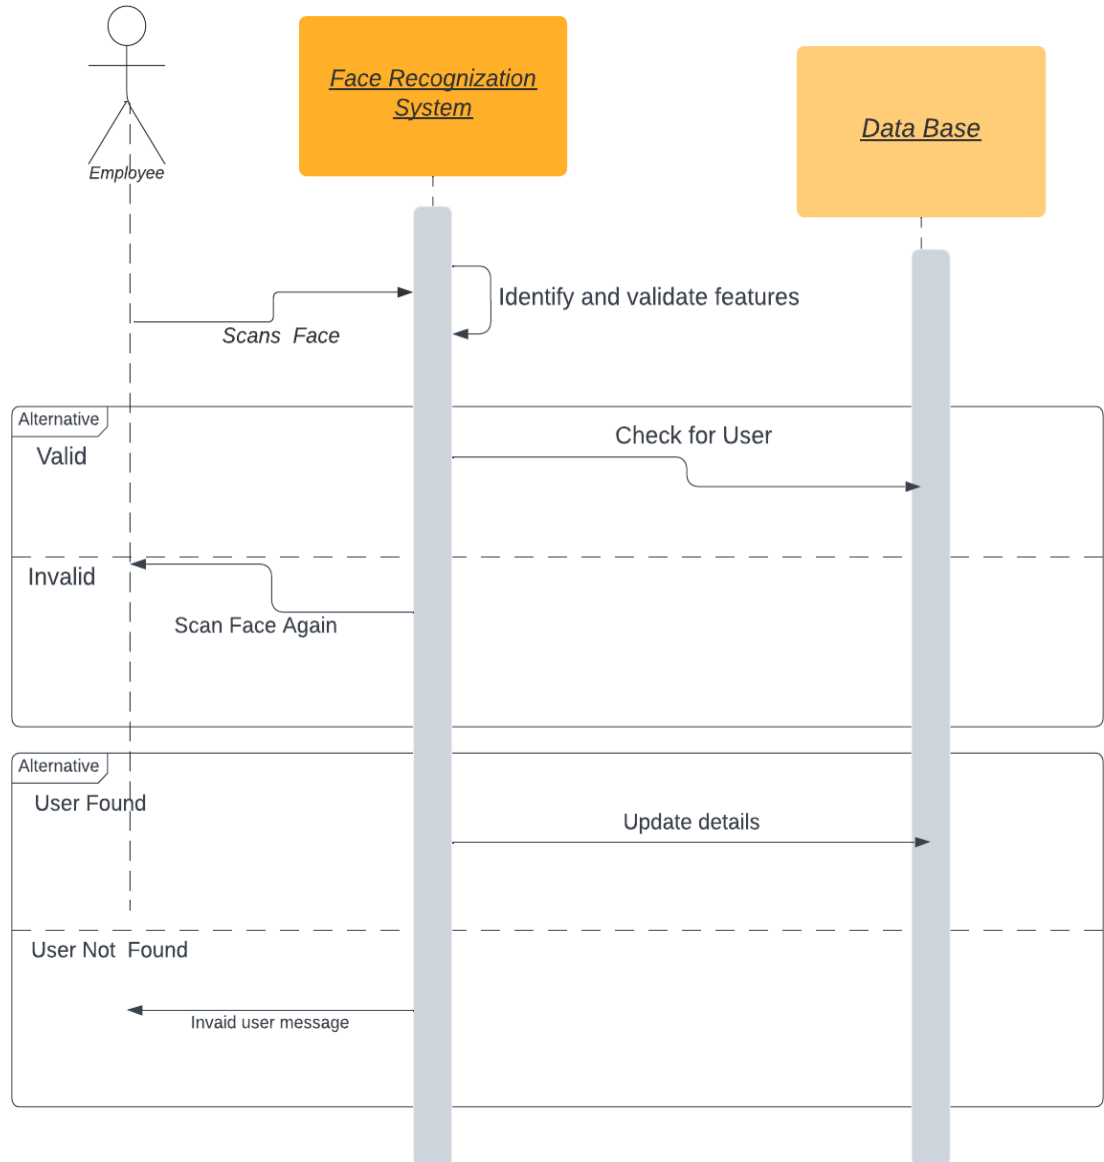 Face Recognization
System
Data Base
Employee
Identify and validate features
Scans  Face
Alternative
Valid
Check for User
Invalid
Scan Face Again
Alternative
User Found
Update details
User Not  Found
Invaid user message